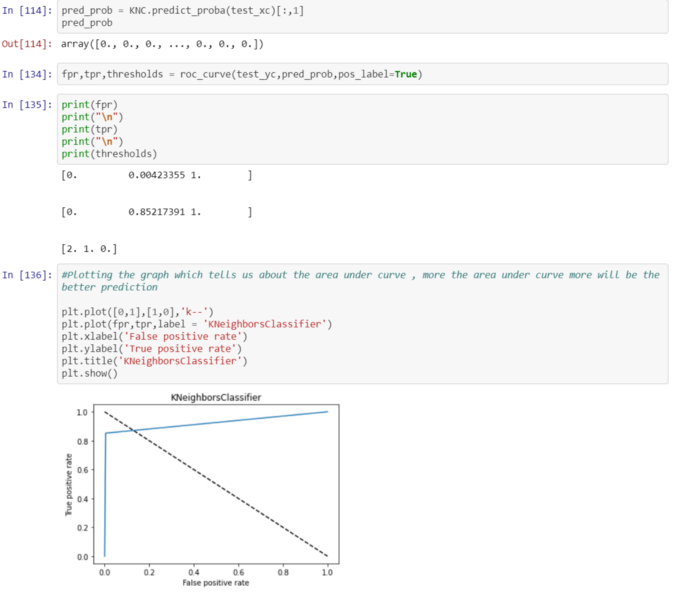 In [114]: pred_prob = KNC.predict_proba(test_xc)[:,1]
pred_prob
Out[114]: array([0., 0., 0., ..., 0., 0., 0.])
In [134]: fpr,tpr,thresholds = roc_curve(test_yc,pred_prob,pos_label=True)
In [135]: print(fpr)
print("\n")
print(tpr)
print("\n")
print(thresholds)
[0.         0.00423355 1.        ]
[0.         0.85217391 1.        ]
[2. 1. 0.]
In [136]: #Plotting the graph which tells us about the area under curve , more the area under curve more will be the
better prediction
plt.plot([0,1],[1,0],'k--')
plt.plot(fpr,tpr,label = 'KNeighborsClassifier')
plt.xlabel('False positive rate')
plt.ylabel('True positive rate')
plt.title('KNeighborsClassifier')
plt.show()
KNeighborsClassifier
1.0
0.8
0.6
0.4
0.2
0.0
True positive rate
0.0 0.2 0.4 0.6 0.8 1.0
False positive rate